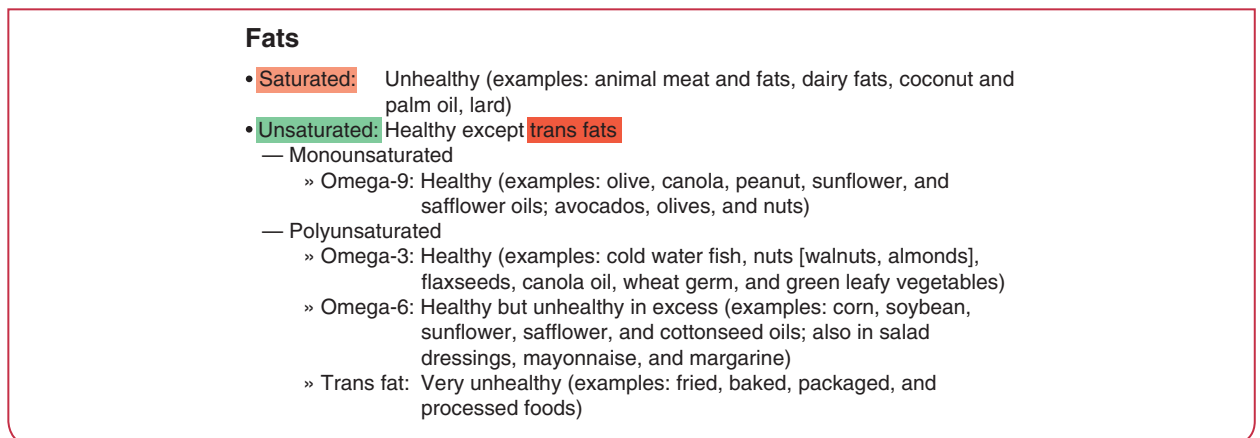 Fats
• Saturated: Unhealthy (examples: animal meat and fats, dairy fats, coconut and
palm oil, lard)
• Unsaturated: Healthy except trans fats
— Monounsaturated
» Omega-9: Healthy (examples: olive, canola, peanut, sunflower, and
safflower oils; avocados, olives, and nuts)
— Polyunsaturated
» Omega-3: Healthy (examples: cold water fish, nuts [walnuts, almonds],
flaxseeds, canola oil, wheat germ, and green leafy vegetables)
» Omega-6: Healthy but unhealthy in excess (examples: corn, soybean,
sunflower, safflower, and cottonseed oils; also in salad
dressings, mayonnaise, and margarine)
» Trans fat: Very unhealthy (examples: fried, baked, packaged, and
processed foods)